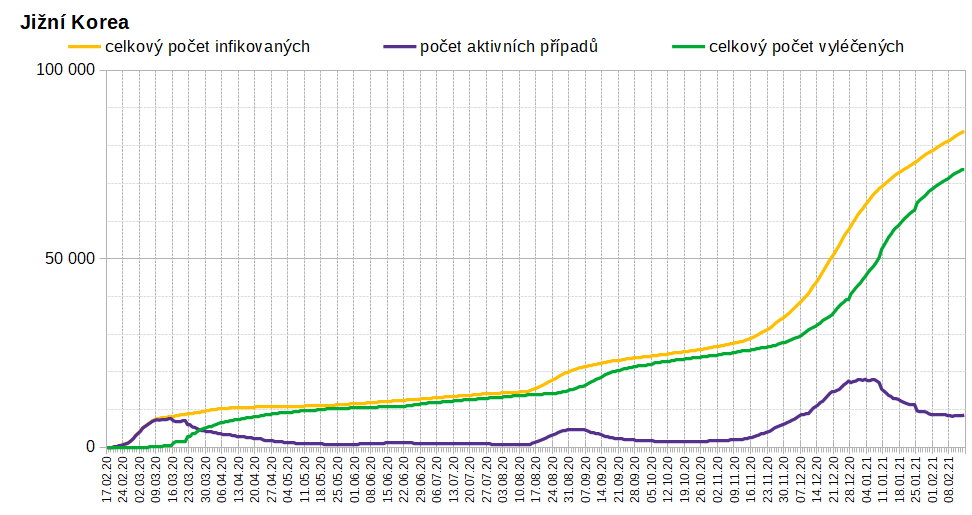 Jižní Korea
celkový počet infikovaných počet aktivních případů celkový počet vyléčených
100 000
50 000
0
17.02.20 24.02.20 02.03.20 09.03.20 16.03.20 23.03.20 30.03.20 06.04.20 13.04.20 20.04.20 27.04.20 04.05.20 11.05.20 18.05.20 25.05.20 01.06.20 08.06.20 15.06.20 22.06.20 29.06.20 06.07.20 13.07.20 20.07.20 27.07.20 03.08.20 10.08.20 17.08.20 24.08.20 31.08.20 07.09.20 14.09.20 21.09.20 28.09.20 05.10.20 12.10.20 19.10.20 26.10.20 02.11.20 09.11.20 16.11.20 23.11.20 30.11.20 07.12.20 14.12.20 21.12.20 28.12.20 04.01.21 11.01.21 18.01.21 25.01.21 01.02.21 08.02.21